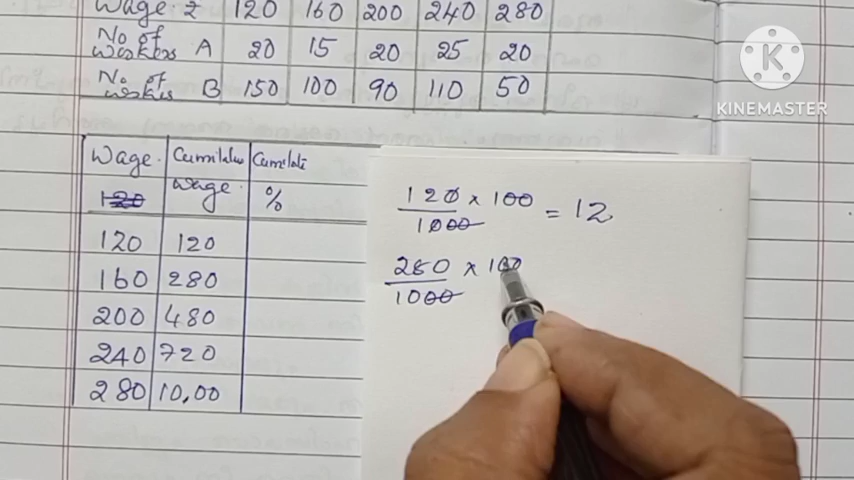 Wage ₹ 120 160 200 240 280
No of
workers A 20 15 20 25 20
No of
workers B 150 100 90 110 50
K
KINEMASTER
Wage. Cumulative Cumulate
120 wage. %
120 120
160 280
200 480
240 720
280 10,00
120 × 100
1000 = 12
280 × 100
1000